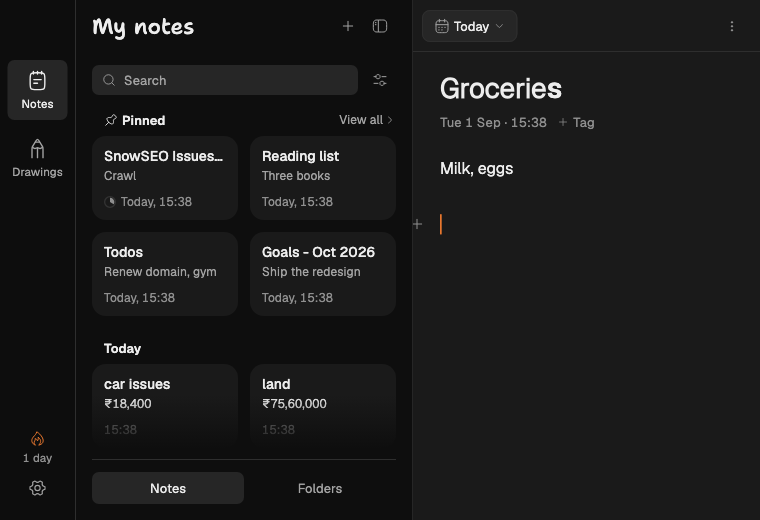 My notes
Search
Notes
Drawings
Pinned
View all
SnowSEO Issues...
Crawl
Today, 15:38
Reading list
Three books
Today, 15:38
Todos
Renew domain, gym
Today, 15:38
Goals - Oct 2026
Ship the redesign
Today, 15:38
Today
car issues
₹18,400
15:38
land
₹75,60,000
15:38
1 day
Notes
Folders
Today
Groceries
Tue 1 Sep · 15:38 + Tag
Milk, eggs